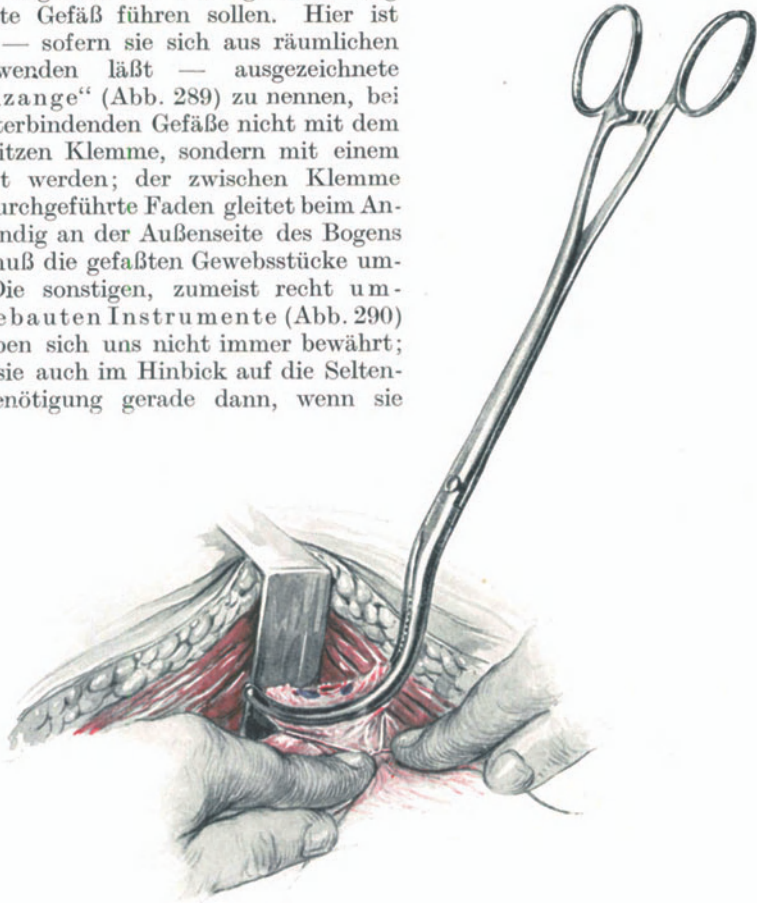 te Gefäß führen sollen. Hier ist
— sofern sie sich aus räumlichen
wenden läßt — ausgezeichnete
zange“ (Abb. 289) zu nennen, bei
terbindenden Gefäße nicht mit dem
itzen Klemme, sondern mit einem
t werden; der zwischen Klemme
urchgeführte Faden gleitet beim An-
ndig an der Außenseite des Bogens
nuß die gefaßten Gewebsstücke um-
Die sonstigen, zumeist recht um-
ebauten Instrumente (Abb. 290)
ben sich uns nicht immer bewährt;
sie auch im Hinbick auf die Selten-
enötigung gerade dann, wenn sie